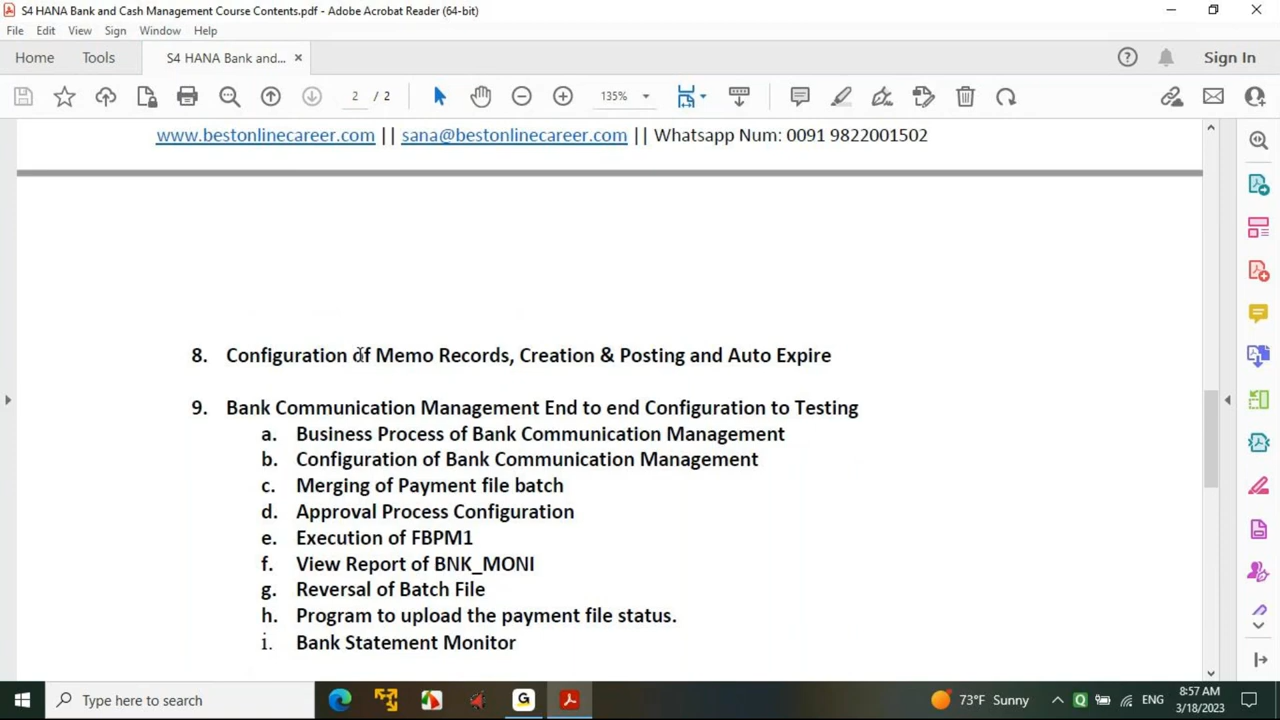 S4 HANA Bank and Cash Management Course Contents.pdf - Adobe Acrobat Reader (64-bit)
File Edit View Sign Window Help
Home Tools S4 HANA Bank and... × Sign In
2 / 2 135%
www.bestonlinecareer.com || sana@bestonlinecareer.com || Whatsapp Num: 0091 9822001502
8. Configuration of Memo Records, Creation & Posting and Auto Expire
9. Bank Communication Management End to end Configuration to Testing
a. Business Process of Bank Communication Management
b. Configuration of Bank Communication Management
c. Merging of Payment file batch
d. Approval Process Configuration
e. Execution of FBPM1
f. View Report of BNK_MONI
g. Reversal of Batch File
h. Program to upload the payment file status.
i. Bank Statement Monitor
Type here to search 73°F Sunny ENG 8:57 AM
3/18/2023